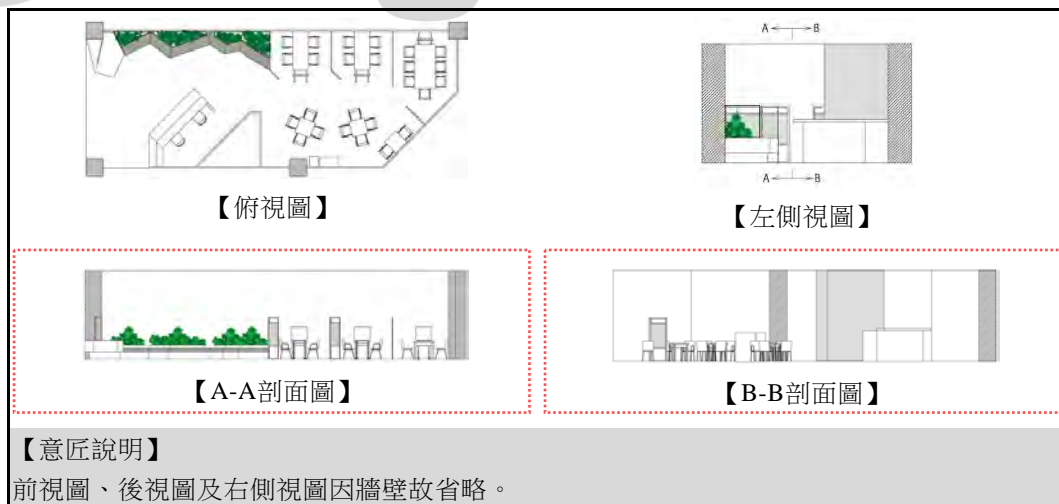 A B
A B
【俯視圖】
【左側視圖】
【A-A剖面圖】
【B-B剖面圖】
【意匠說明】
前視圖、後視圖及右側視圖因牆壁故省略。